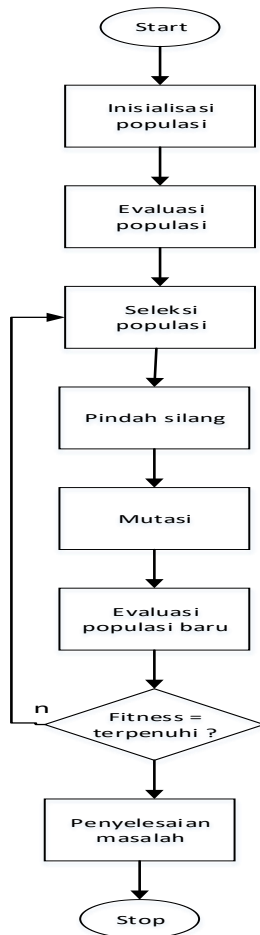 Start
Inisialisasi
populasi
Evaluasi
populasi
Seleksi
populasi
Pindah silang
Mutasi
Evaluasi
populasi baru
n
Fitness =
terpenuhi ?
Penyelesaian
masalah
Stop